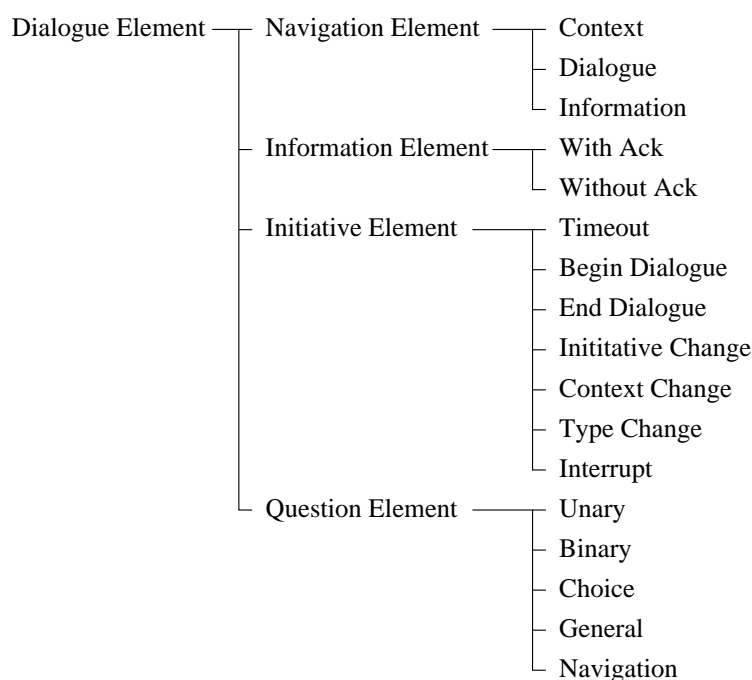 Dialogue Element Navigation Element Context
Dialogue
Information
Information Element With Ack
Without Ack
Initiative Element Timeout
Begin Dialogue
End Dialogue
Inititative Change
Context Change
Type Change
Interrupt
Question Element Unary
Binary
Choice
General
Navigation